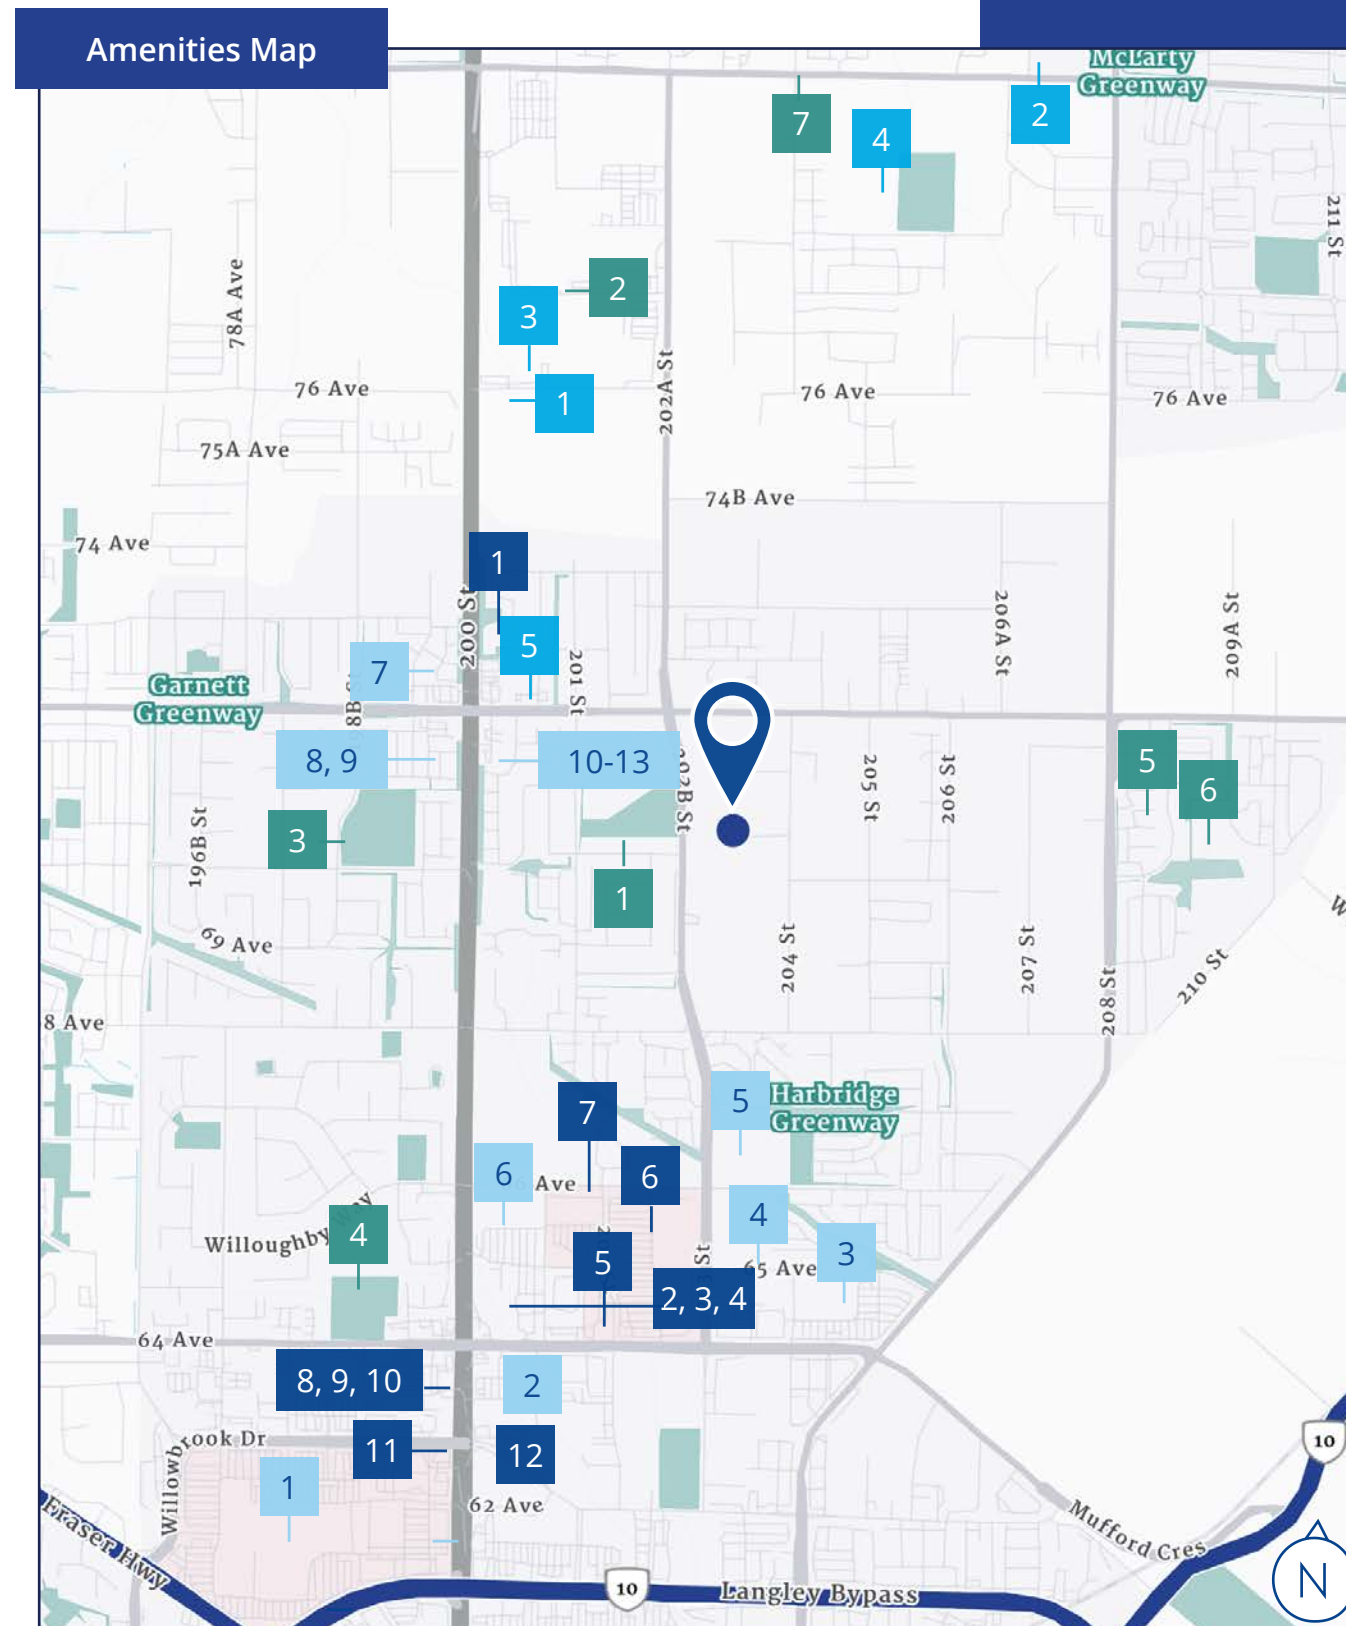 Amenities Map
McLarty
Greenway
7
4
2
211 St
2
3
78A Ave
1
202A St
76 Ave
76 Ave
76 Ave
75A Ave
74B Ave
74 Ave
1
200 St
5
201 St
206A St
209A St
7
Garnett
Greenway
8, 9
10-13
5
6
205 St
206 St
196B St
3
1
69 Ave
204 St
207 St
208 St
210 St
8 Ave
7
5
Harbridge
Greenway
6
Ave
6
4
Willoughby Way
4
5
3
St
65 Ave
2, 3, 4
64 Ave
8, 9, 10
2
Willowbrook Dr
11
12
10
1
62 Ave
Fraser Hwy
Mufford Cres
10
Langley Bypass
N